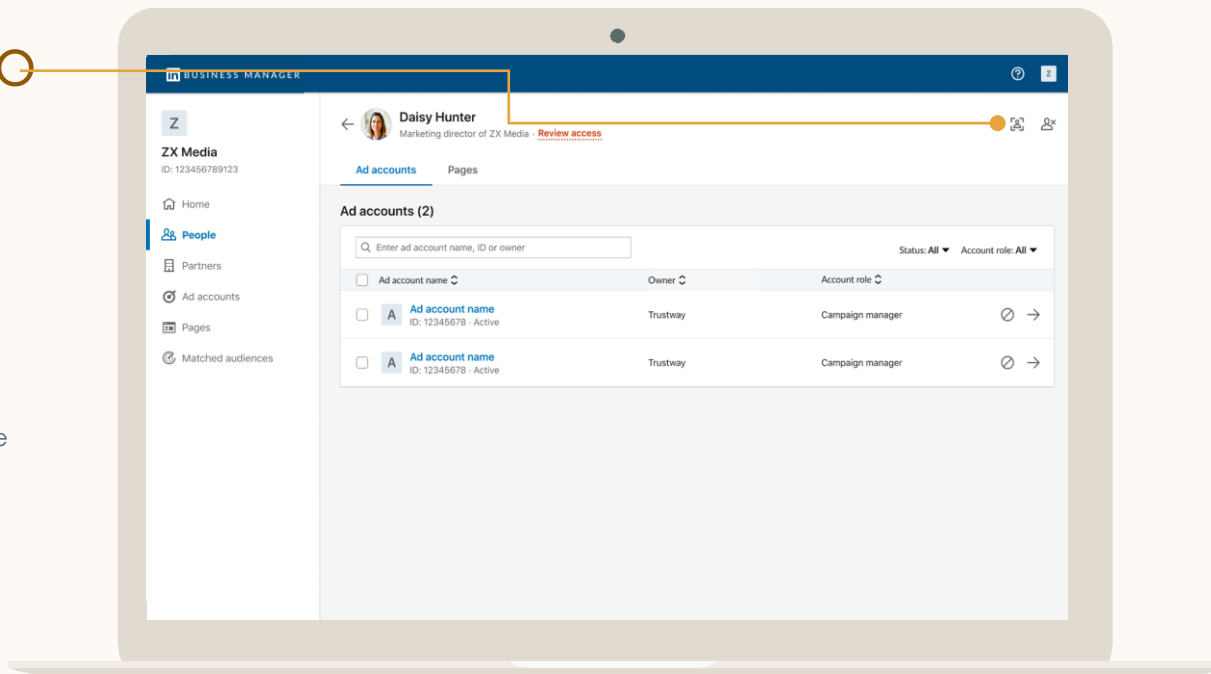 in BUSINESS MANAGER
Z
Z
ZX Media
ID: 123456789123
Home
People
Partners
Ad accounts
Pages
Matched audiences
Daisy Hunter
Marketing director of ZX Media · Review access
Ad accounts Pages
Ad accounts (2)
Enter ad account name, ID or owner Status: All Account role: All
Ad account name Owner Account role
A Ad account name Trustway Campaign manager
ID: 12345678 · Active
A Ad account name Trustway Campaign manager
ID: 12345678 · Active